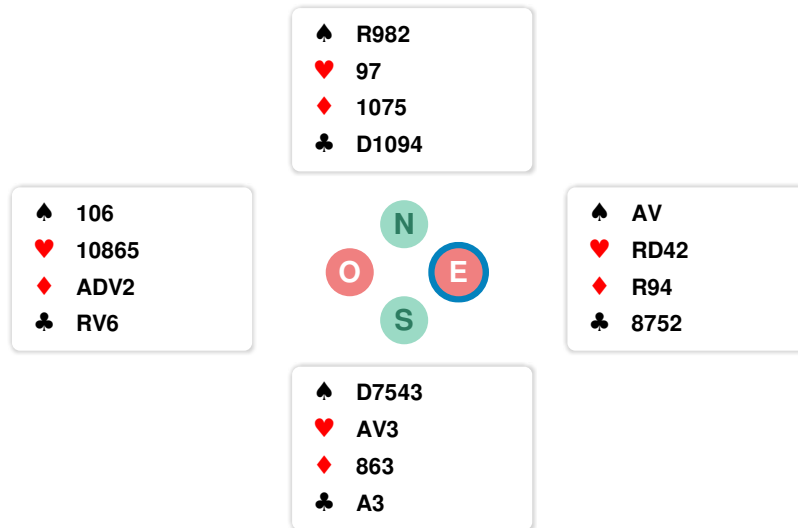 ♠ R982
♥ 97
♦ 1075
♣ D1094
♠ 106
♥ 10865
♦ ADV2
♣ RV6
N
O E
S
♠ AV
♥ RD42
♦ R94
♣ 8752
♠ D7543
♥ AV3
♦ 863
♣ A3